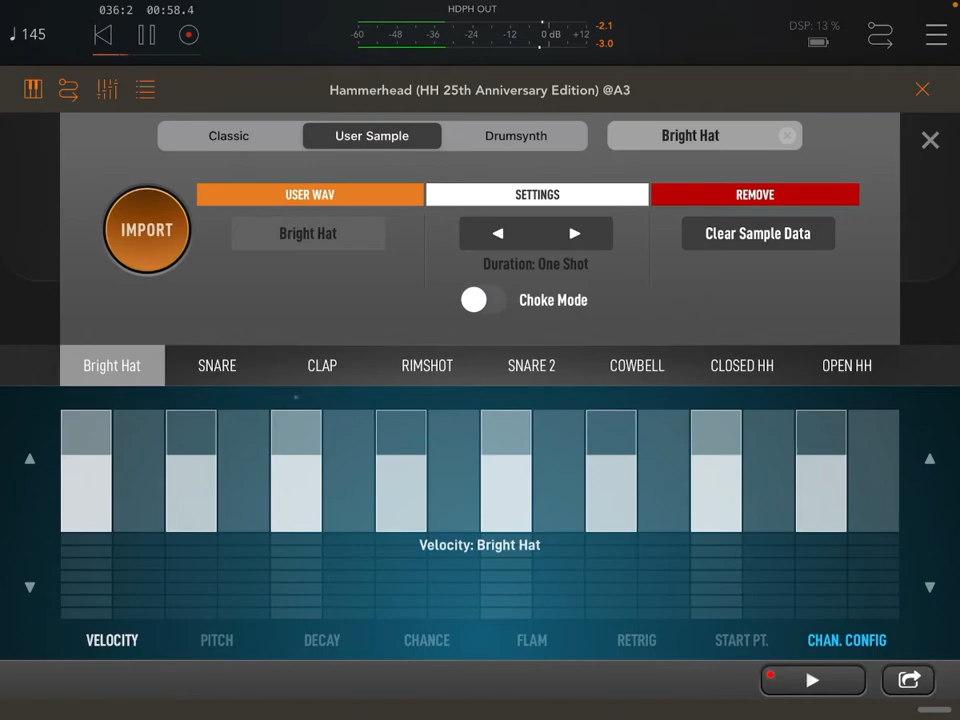 036:2 00:58.4
HDPH OUT
♩ 145
-60 -48 -36 -24 -12 0 dB +12
-2.1
-3.0
DSP: 13 %
Hammerhead (HH 25th Anniversary Edition) @A3
Classic User Sample Drumsynth Bright Hat
IMPORT
USER WAV SETTINGS REMOVE
Bright Hat Clear Sample Data
Duration: One Shot
Choke Mode
Bright Hat SNARE CLAP RIMSHOT SNARE 2 COWBELL CLOSED HH OPEN HH
Velocity: Bright Hat
VELOCITY PITCH DECAY CHANCE FLAM RETRIG START PT. CHAN. CONFIG